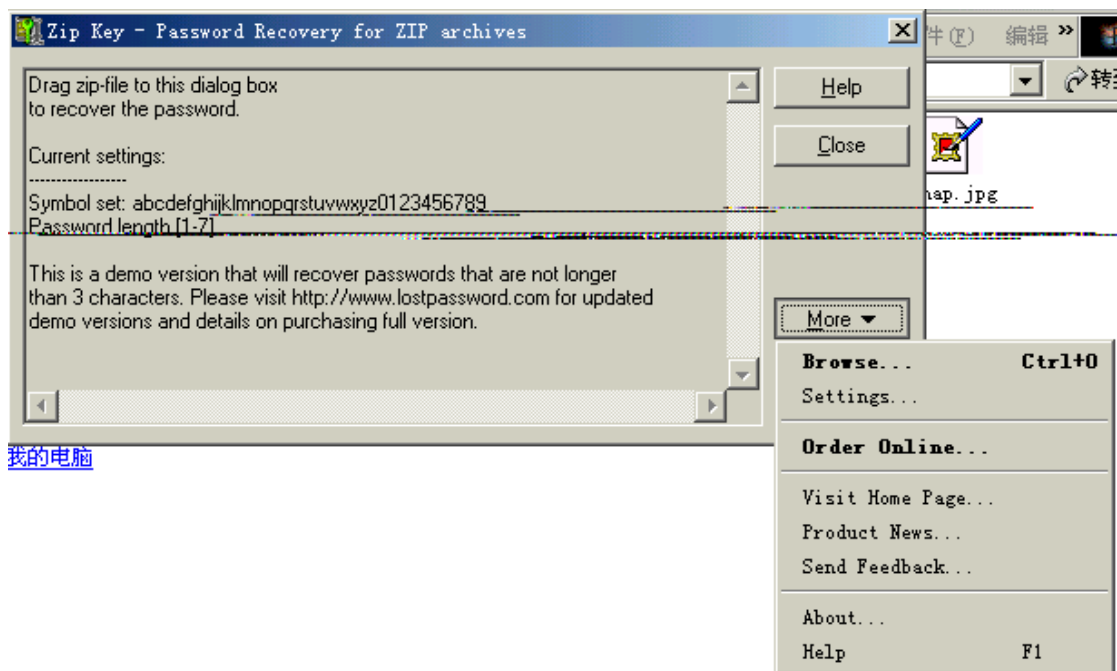 Zip Key - Password Recovery for ZIP archives
件(F) 编辑 »
Drag zip-file to this dialog box
to recover the password.
Help
Current settings:
------------------
Close
Symbol set: abcdefghijklmnopqrstuvwxyz0123456789
Password length [1-7]
This is a demo version that will recover passwords that are not longer
than 3 characters. Please visit http://www.lostpassword.com for updated
demo versions and details on purchasing full version.
More
Browse... Ctrl+O
Settings...
Order Online...
Visit Home Page...
Product News...
Send Feedback...
About...
Help F1
转到
map.jpg
我的电脑